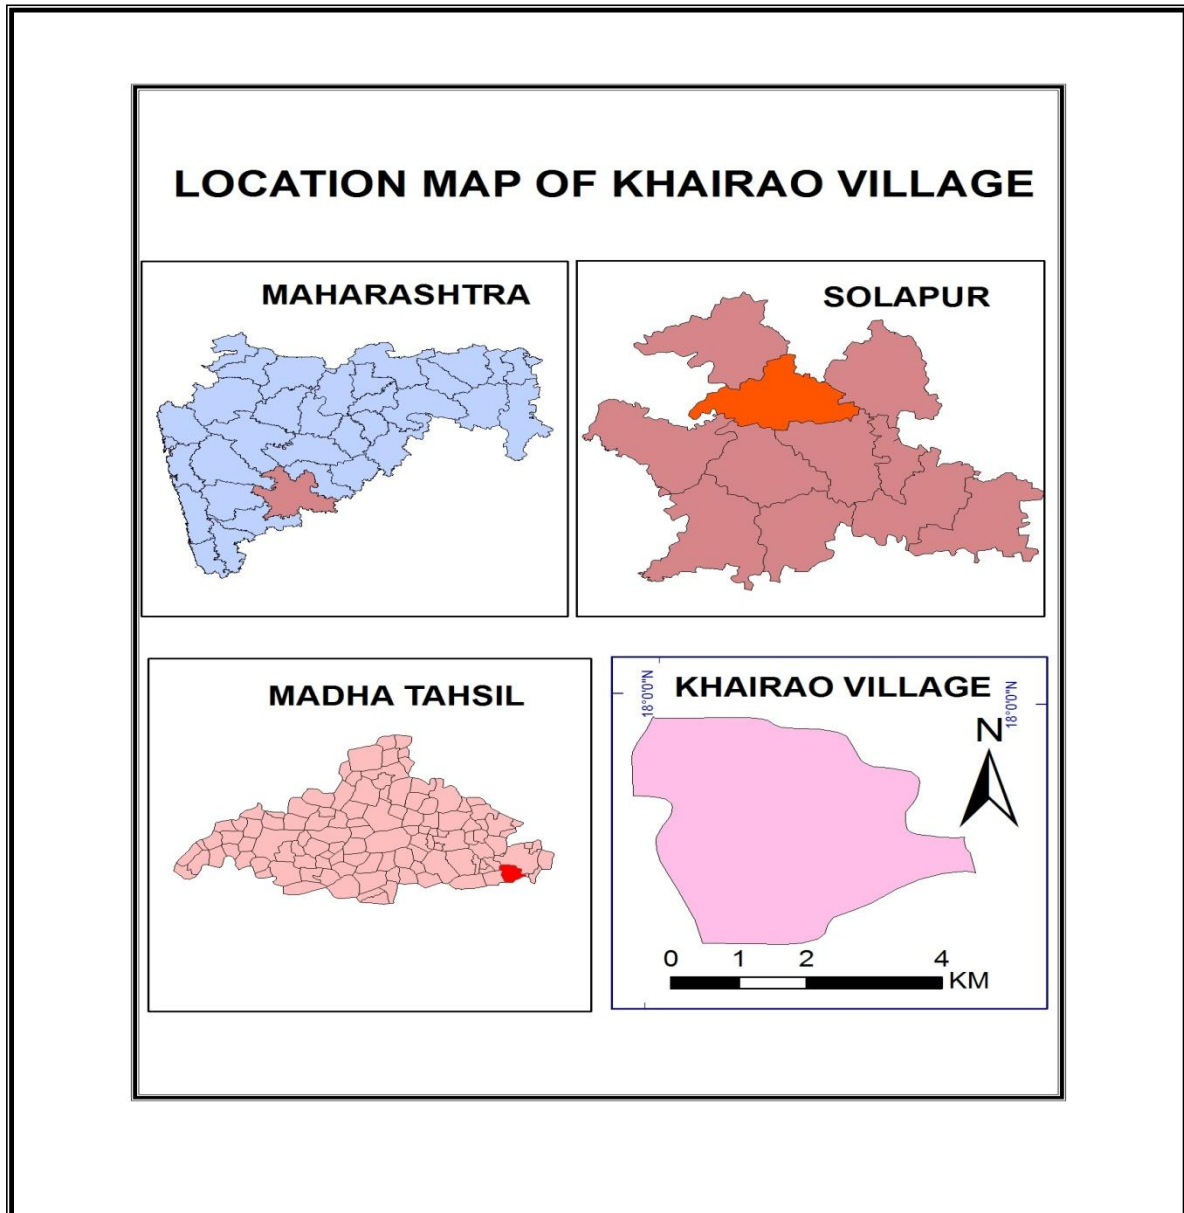 LOCATION MAP OF KHAIRAO VILLAGE
MAHARASHTRA
SOLAPUR
MADHA TAHSIL
KHAIRAO VILLAGE
18°0'0"N
18°0'0"N
N
0 1 2 4
KM